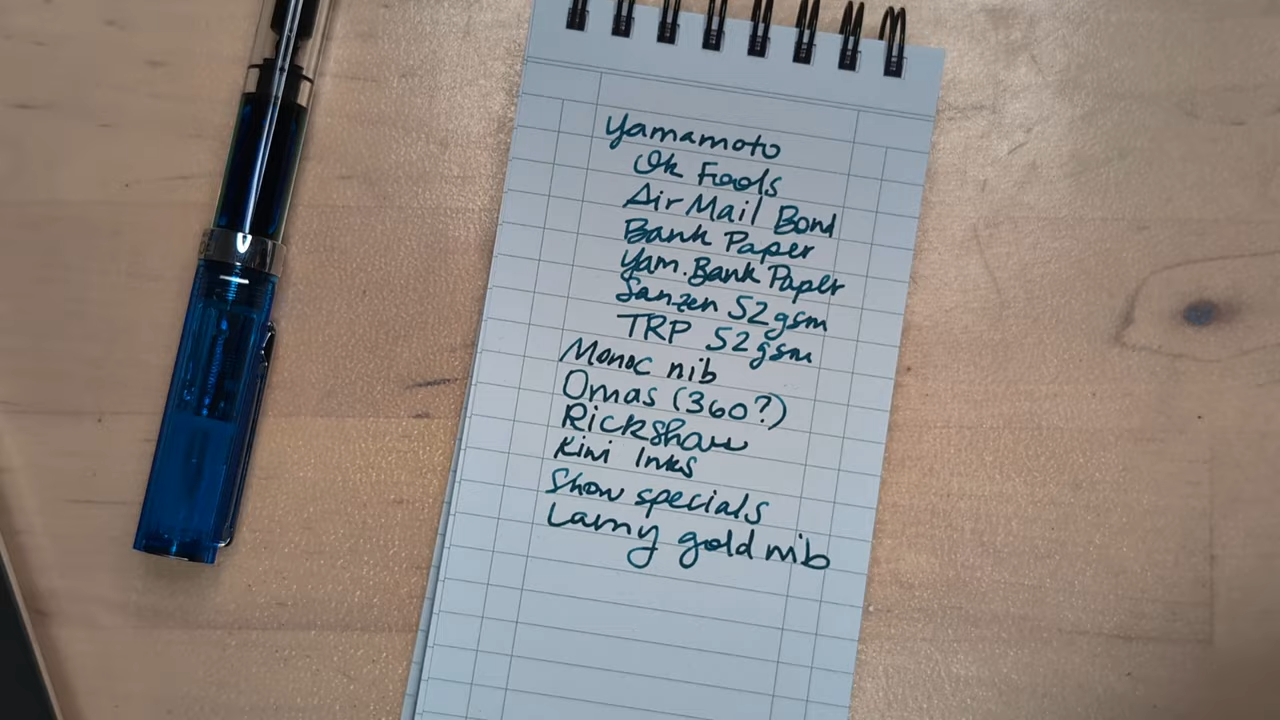 Yamamoto
Ok Fools
Air Mail Bond
Bank Paper
Yam. Bank Paper
Sanzen 52gsm
TRP 52gsm
Monoc nib
Omas (360?)
Rickshaw
Kiwi Inks
Show specials
Lamy gold nib